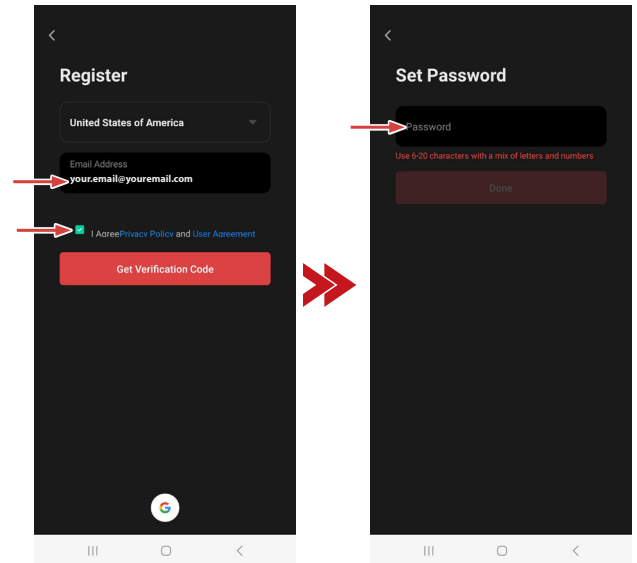 Register
United States of America
Email Address
your.email@youremail.com
I AgreePrivacy Policy and User Agreement
Get Verification Code
G
Set Password
Password
Use 6-20 characters with a mix of letters and numbers
Done